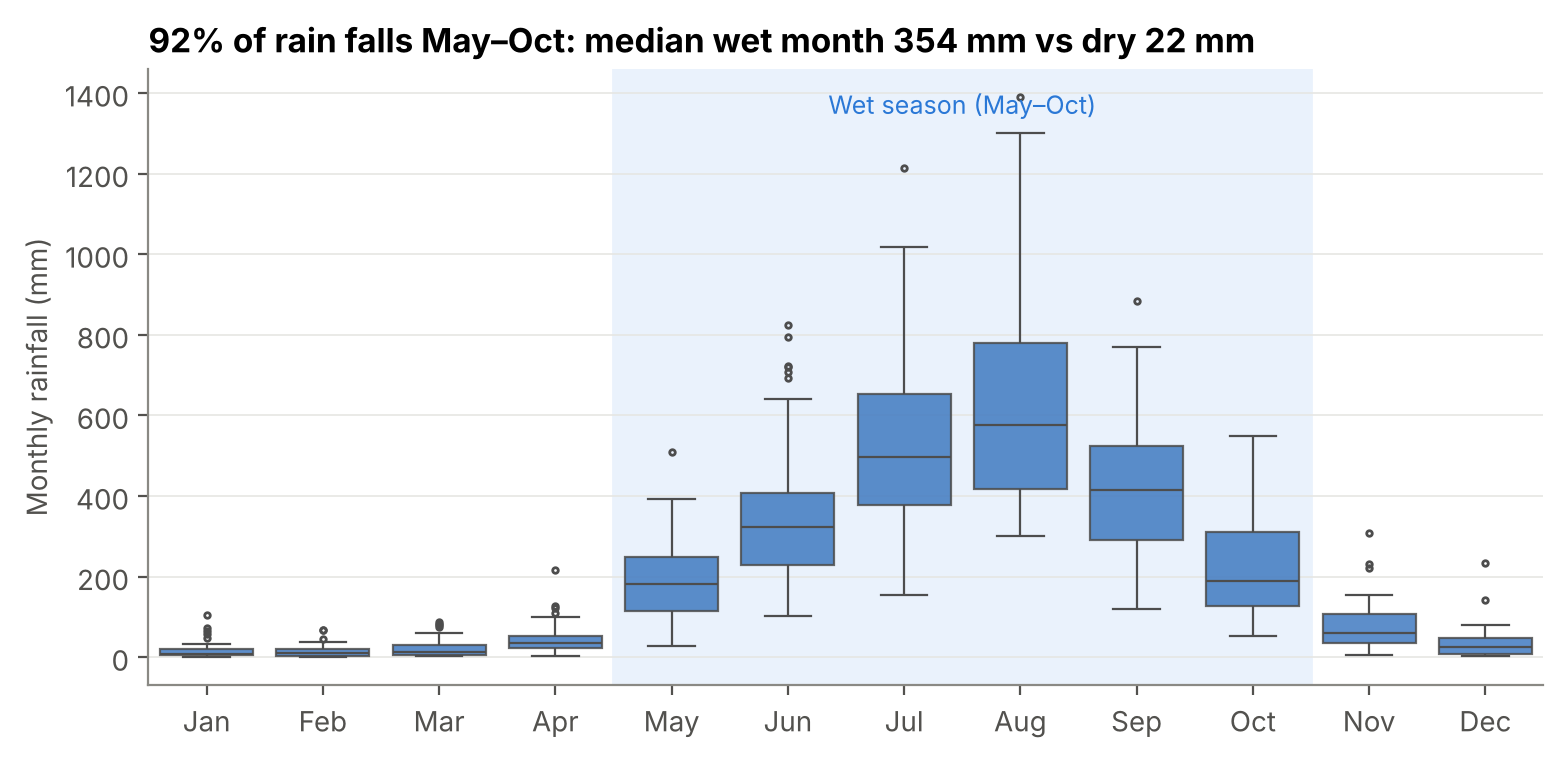 92% of rain falls May–Oct: median wet month 354 mm vs dry 22 mm
Wet season (May–Oct)
Monthly rainfall (mm)
1400
1200
1000
800
600
400
200
0
Jan Feb Mar Apr May Jun Jul Aug Sep Oct Nov Dec